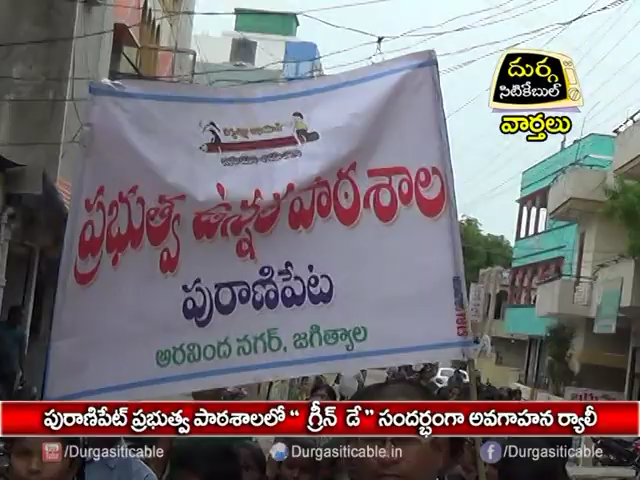 దుర్గ
సిటికేబుల్
వార్తలు
ప్రభుత్వ ఉన్నత పాఠశాల
పురాణిపేట
అరవింద నగర్, జగిత్యాల
పురాణిపేట్ ప్రభుత్వ పాఠశాలలో “ గ్రీన్ డే ” సందర్భంగా అవగాహన ర్యాలీ
/Durgasiticable
/Durgasiticable.in
/Durgasiticable